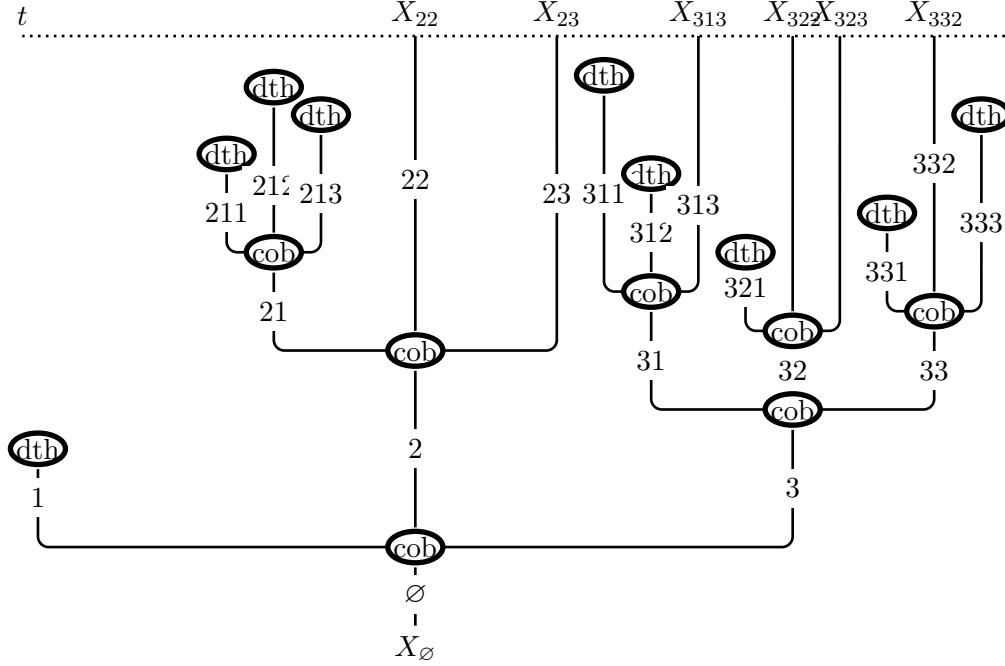 t X₂₂ X₂₃ X₃₁₃ X₃₂₂ X₃₂₃ X₃₃₂
dth
dth
dth dth dth
dth
332
dth
22
212 213 23 311 313
211 dth 333
312
cob dth
331
321
cob
21 cob
cob
cob
31 32 33
cob
dth 2
3
1
cob
∅
X∅